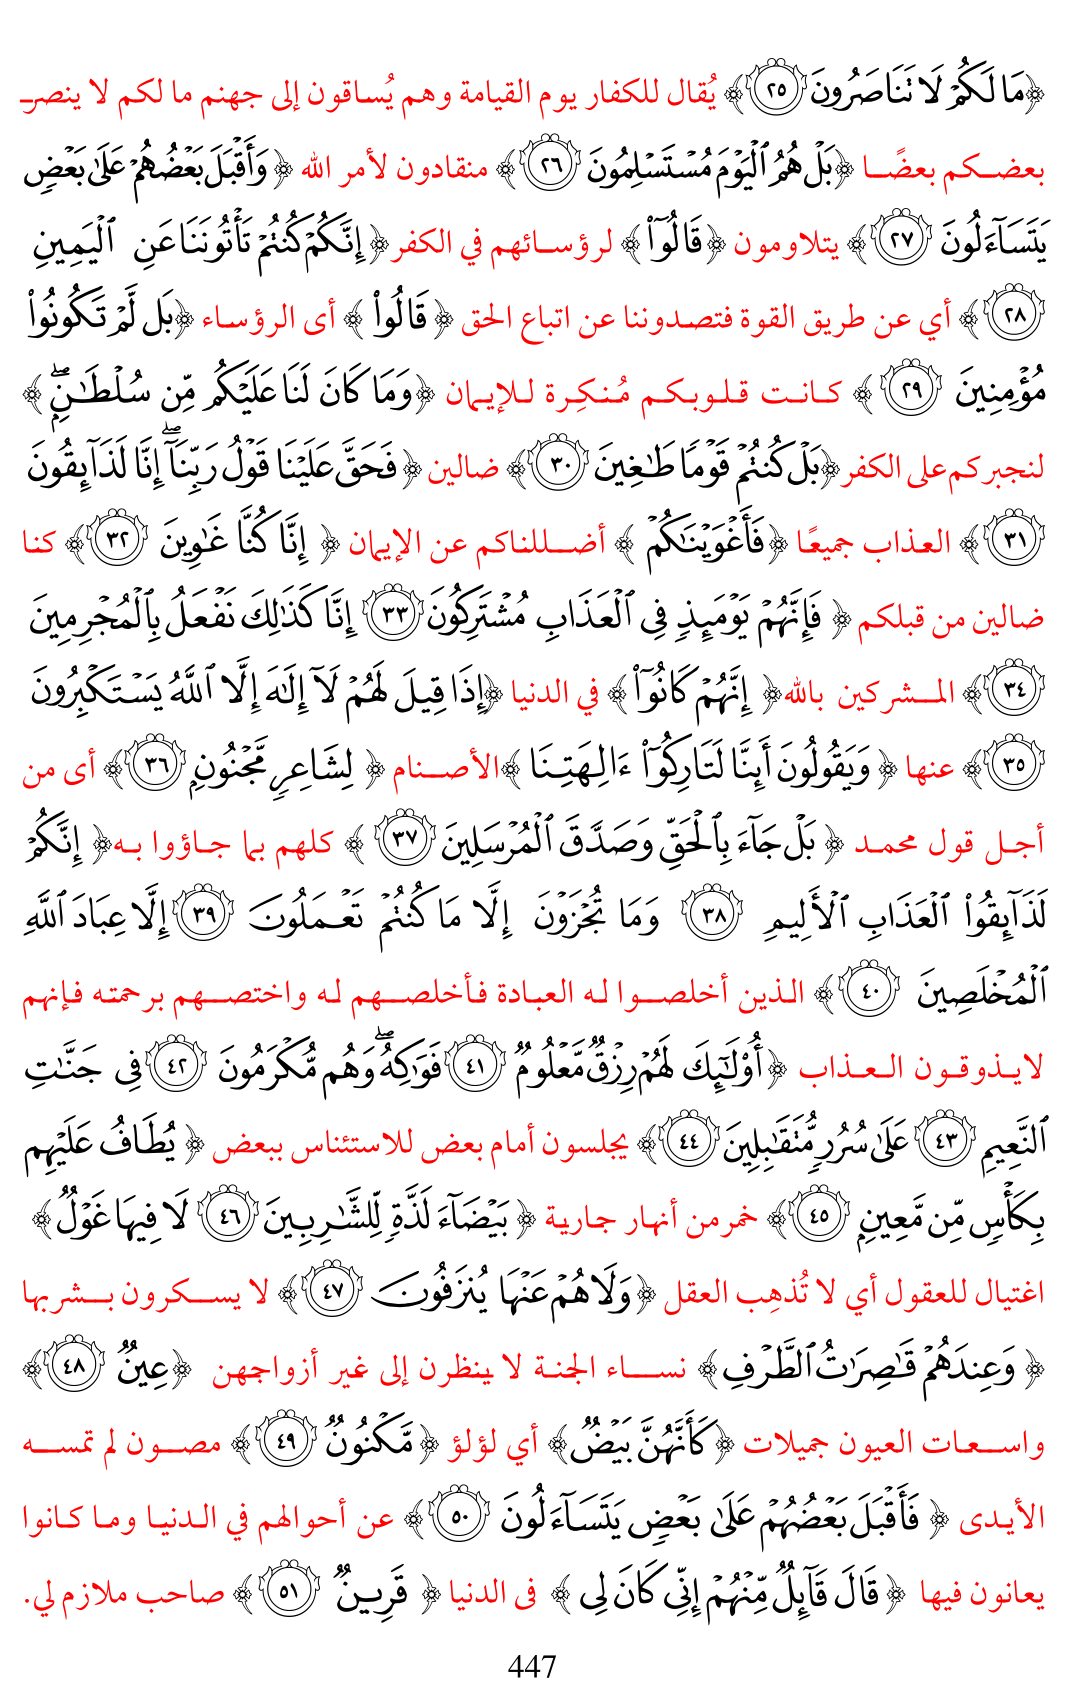 ﴿مَا لَكُمْ لَا تَنَاصَرُونَ ٢٥﴾ يُقال للكفار يوم القيامة وهم يُساقون إلى جهنم ما لكم لا ينصر
بعضكم بعضًا ﴿بَلْ هُمُ ٱلْيَوْمَ مُسْتَسْلِمُونَ ٢٦﴾ منقادون لأمر الله ﴿وَأَقْبَلَ بَعْضُهُمْ عَلَىٰ بَعْضٍ
يَتَسَآءَلُونَ ٢٧﴾ يتلاومون ﴿قَالُوٓا۟﴾ لرؤسائهم في الكفر ﴿إِنَّكُمْ كُنتُمْ تَأْتُونَنَا عَنِ ٱلْيَمِينِ
٢٨﴾ أي عن طريق القوة فتصدوننا عن اتباع الحق ﴿قَالُوا۟﴾ أى الرؤساء ﴿بَل لَّمْ تَكُونُوا۟
مُؤْمِنِينَ ٢٩﴾ كانت قلوبكم مُنكِرة للإيمان ﴿وَمَا كَانَ لَنَا عَلَيْكُم مِّن سُلْطَـٰنٍۭ ۖ﴾
لنجبركم على الكفر ﴿بَلْ كُنتُمْ قَوْمًا طَـٰغِينَ ٣٠﴾ ضالين ﴿فَحَقَّ عَلَيْنَا قَوْلُ رَبِّنَآ ۖ إِنَّا لَذَآئِقُونَ
٣١﴾ العذاب جميعًا ﴿فَأَغْوَيْنَـٰكُمْ﴾ أضللناكم عن الإيمان ﴿إِنَّا كُنَّا غَـٰوِينَ ٣٢﴾ كنا
ضالين من قبلكم ﴿فَإِنَّهُمْ يَوْمَئِذٍ فِى ٱلْعَذَابِ مُشْتَرِكُونَ ٣٣ إِنَّا كَذَٰلِكَ نَفْعَلُ بِٱلْمُجْرِمِينَ
٣٤﴾ المشركين بالله ﴿إِنَّهُمْ كَانُوٓا۟﴾ في الدنيا ﴿إِذَا قِيلَ لَهُمْ لَآ إِلَـٰهَ إِلَّا ٱللَّهُ يَسْتَكْبِرُونَ
٣٥﴾ عنها ﴿وَيَقُولُونَ أَئِنَّا لَتَارِكُوٓا۟ ءَالِهَتِنَا﴾ الأصنام ﴿لِشَاعِرٍ مَّجْنُونٍۭ ٣٦﴾ أى من
أجل قول محمد ﴿بَلْ جَآءَ بِٱلْحَقِّ وَصَدَّقَ ٱلْمُرْسَلِينَ ٣٧﴾ كلهم بما جاؤوا به ﴿إِنَّكُمْ
لَذَآئِقُوا۟ ٱلْعَذَابِ ٱلْأَلِيمِ ٣٨ وَمَا تُجْزَوْنَ إِلَّا مَا كُنتُمْ تَعْمَلُونَ ٣٩ إِلَّا عِبَادَ ٱللَّهِ
ٱلْمُخْلَصِينَ ٤٠﴾ الذين أخلصوا له العبادة فأخلصهم له واختصهم برحمته فإنهم
لايذوقون العذاب ﴿أُو۟لَـٰٓئِكَ لَهُمْ رِزْقٌ مَّعْلُومٌ ٤١ فَوَٰكِهُ ۖ وَهُم مُّكْرَمُونَ ٤٢ فِى جَنَّـٰتِ
ٱلنَّعِيمِ ٤٣ عَلَىٰ سُرُرٍ مُّتَقَـٰبِلِينَ ٤٤﴾ يجلسون أمام بعض للاستئناس ببعض ﴿يُطَافُ عَلَيْهِم
بِكَأْسٍ مِّن مَّعِينٍۭ ٤٥﴾ خمر من أنهار جارية ﴿بَيْضَآءَ لَذَّةٍ لِّلشَّـٰرِبِينَ ٤٦ لَا فِيهَا غَوْلٌ﴾
اغتيال للعقول أي لا تُذهِب العقل ﴿وَلَا هُمْ عَنْهَا يُنزَفُونَ ٤٧﴾ لا يسكرون بشربها
﴿وَعِندَهُمْ قَـٰصِرَٰتُ ٱلطَّرْفِ﴾ نساء الجنة لا ينظرن إلى غير أزواجهن ﴿عِينٌ ٤٨﴾
واسعات العيون جميلات ﴿كَأَنَّهُنَّ بَيْضٌ﴾ أي لؤلؤ ﴿مَّكْنُونٌ ٤٩﴾ مصون لم تمسه
الأيدى ﴿فَأَقْبَلَ بَعْضُهُمْ عَلَىٰ بَعْضٍ يَتَسَآءَلُونَ ٥٠﴾ عن أحوالهم في الدنيا وما كانوا
يعانون فيها ﴿قَالَ قَآئِلٌ مِّنْهُمْ إِنِّى كَانَ لِى﴾ فى الدنيا ﴿قَرِينٌ ٥١﴾ صاحب ملازم لي.
447